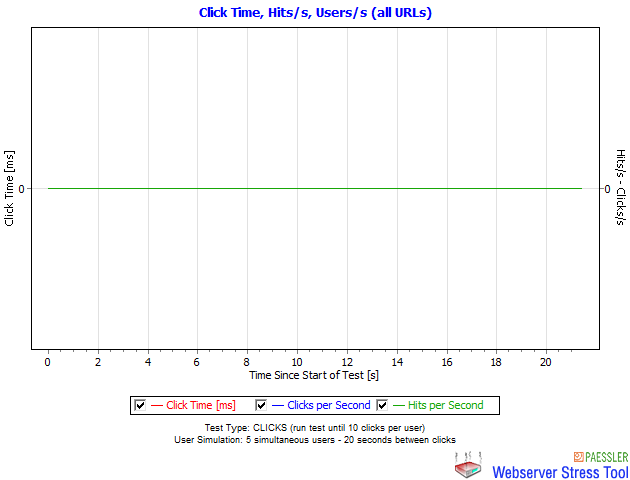 Click Time, Hits/s, Users/s (all URLs)
Click Time [ms]
0
0
Hits/s - Clicks/s
0 2 4 6 8 10 12 14 16 18 20
Time Since Start of Test [s]
Click Time [ms] Clicks per Second Hits per Second
Test Type: CLICKS (run test until 10 clicks per user)
User Simulation: 5 simultaneous users - 20 seconds between clicks
PAESSLER
Webserver Stress Tool